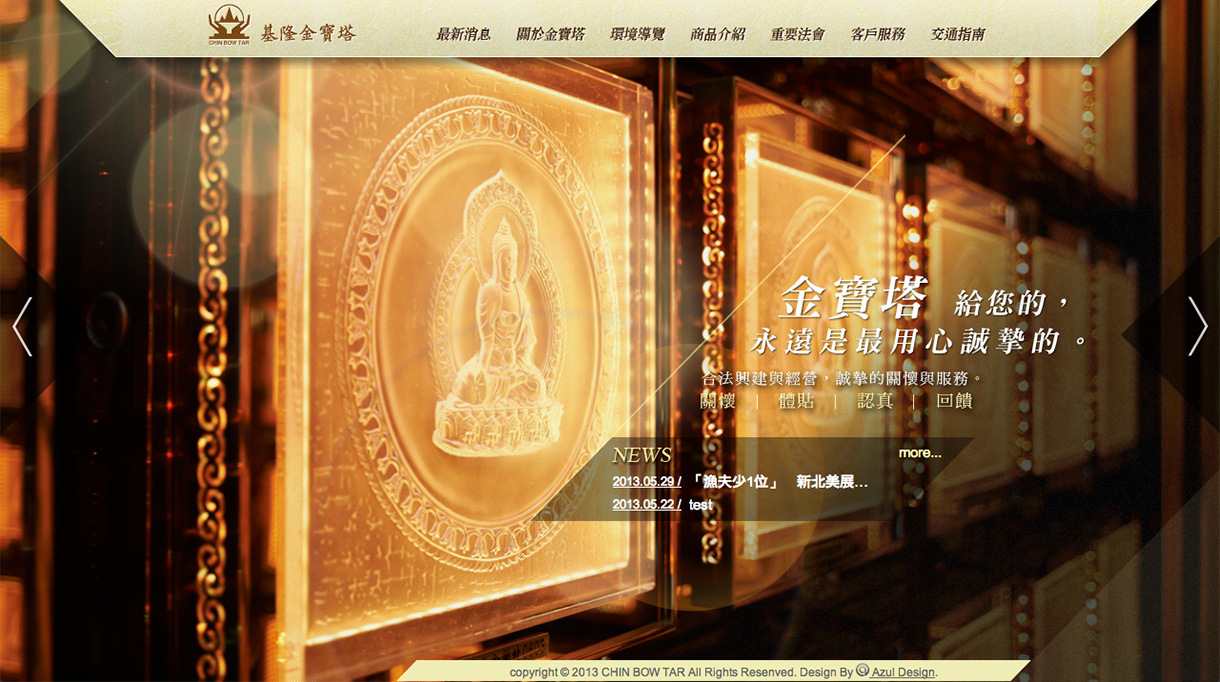 CHIN BOW TAR
基隆金寶塔
最新消息 關於金寶塔 環境導覽 商品介紹 重要法會 客戶服務 交通指南
金寶塔 給您的，
永遠是最用心誠摯的。
合法興建與經營，誠摯的關懷與服務。
關懷 | 體貼 | 認真 | 回饋
NEWS
more...
2013.05.29 / 「漁夫少1位」 新北美展...
2013.05.22 / test
copyright © 2013 CHIN BOW TAR All Rights Resenved. Design By Azul Design.